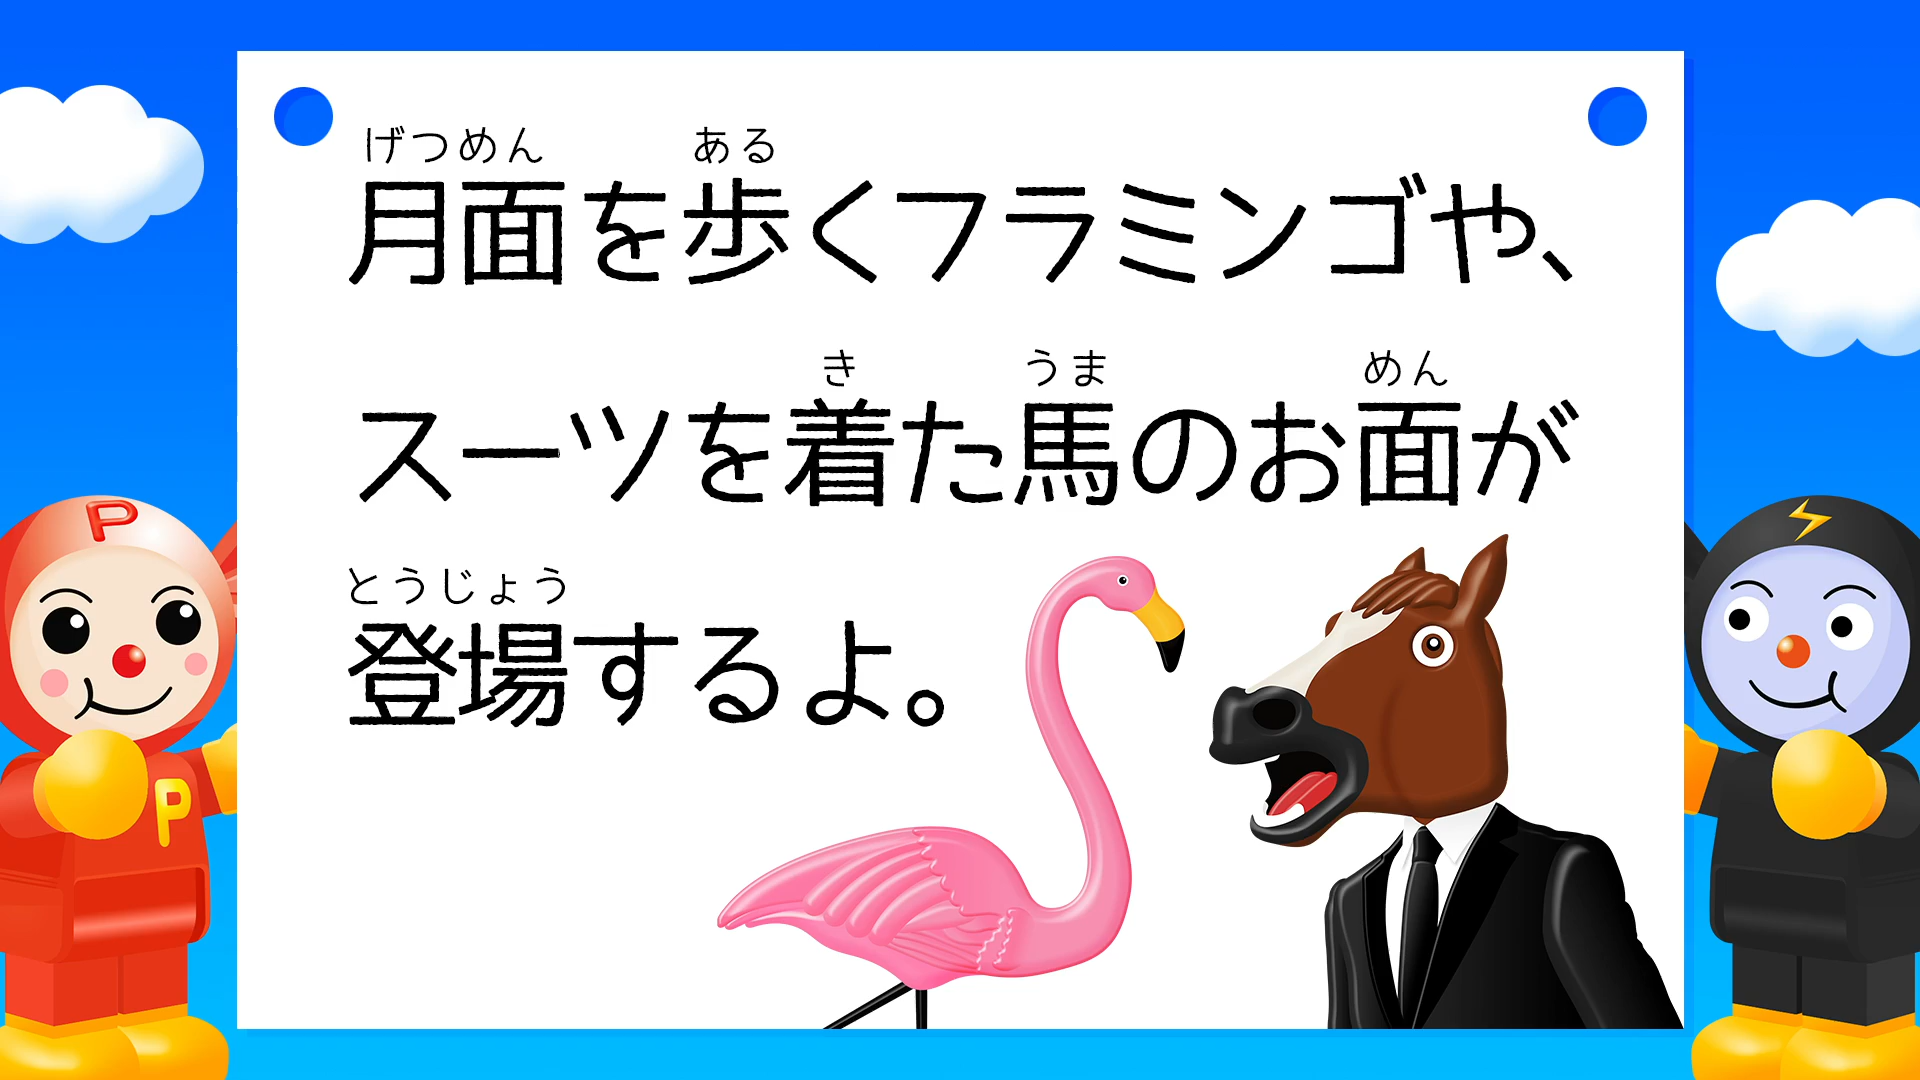 げつめん ある
月面を歩くフラミンゴや、
き うま めん
スーツを着た馬のお面が
とうじょう
登場するよ。
P
P